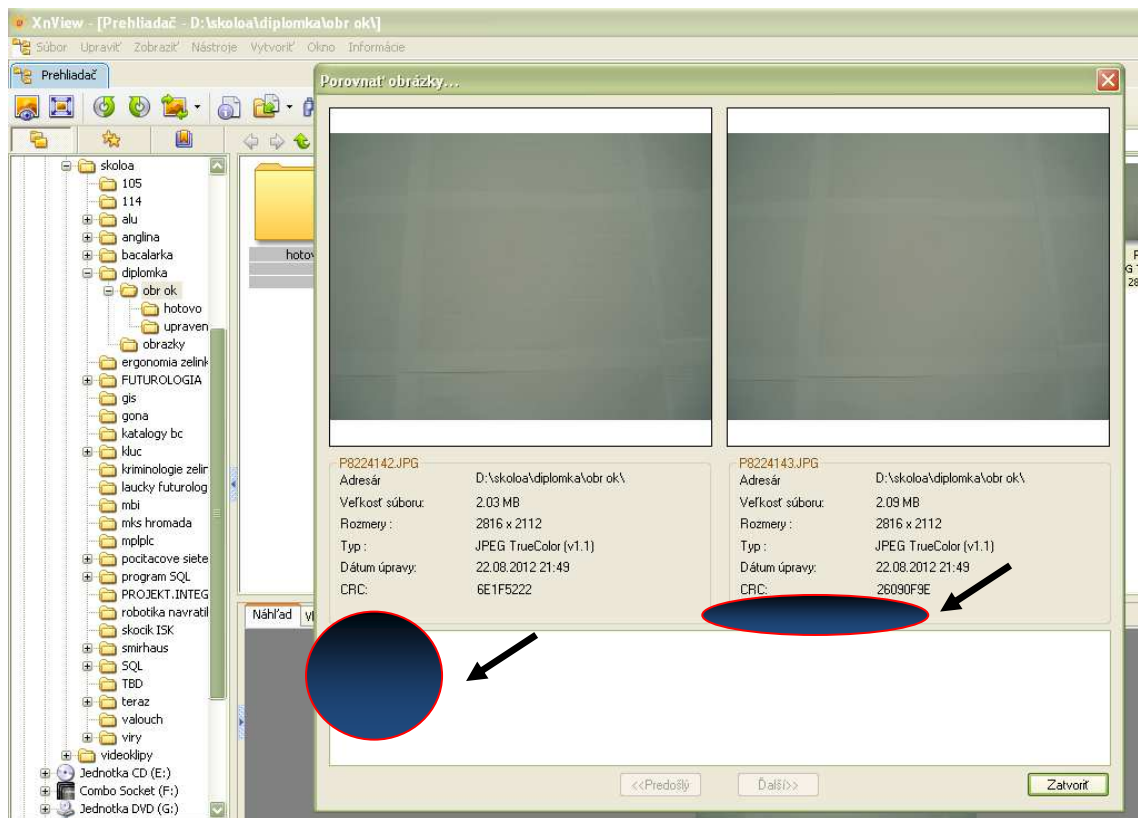 XnView - [Prehliadač - D:\skoloa\diplomka\obr ok\]
Súbor Upraviť Zobraziť Nástroje Vytvoriť Okno Informácie
Prehliadač
skoloa
105
114
alu
anglina
bacalarka
diplomka
obr ok
hotovo
upraven
obrazky
ergonomia zelink
FUTUROLOGIA
gis
gona
katalogy bc
kluc
kriminologie zelir
laucky futurolog
mbi
mks hromada
mplplc
pocitacove siete
program SQL
PROJEKT.INTEG
robotika navratil
skocik ISK
smirhaus
SQL
TBD
teraz
valouch
viry
videoklipy
Jednotka CD (E:)
Combo Socket (F:)
Jednotka DVD (G:)
hotov
Náhľad
Porovnať obrázky...
P8224142.JPG
Adresár D:\skoloa\diplomka\obr ok\
Veľkosť súboru: 2.03 MB
Rozmery : 2816 x 2112
Typ : JPEG TrueColor (v1.1)
Dátum úpravy: 22.08.2012 21:49
CRC: 6E1F5222
P8224143.JPG
Adresár D:\skoloa\diplomka\obr ok\
Veľkosť súboru: 2.09 MB
Rozmery : 2816 x 2112
Typ : JPEG TrueColor (v1.1)
Dátum úpravy: 22.08.2012 21:49
CRC: 26090F9E
<<Predošlý Ďalší>> Zatvoriť